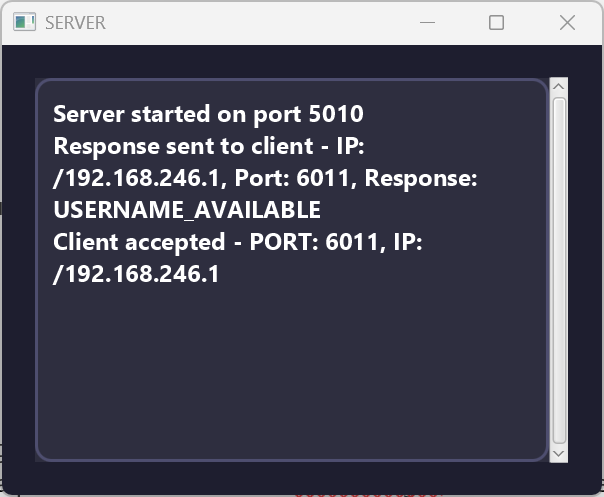 SERVER
Server started on port 5010
Response sent to client - IP:
/192.168.246.1, Port: 6011, Response:
USERNAME_AVAILABLE
Client accepted - PORT: 6011, IP:
/192.168.246.1